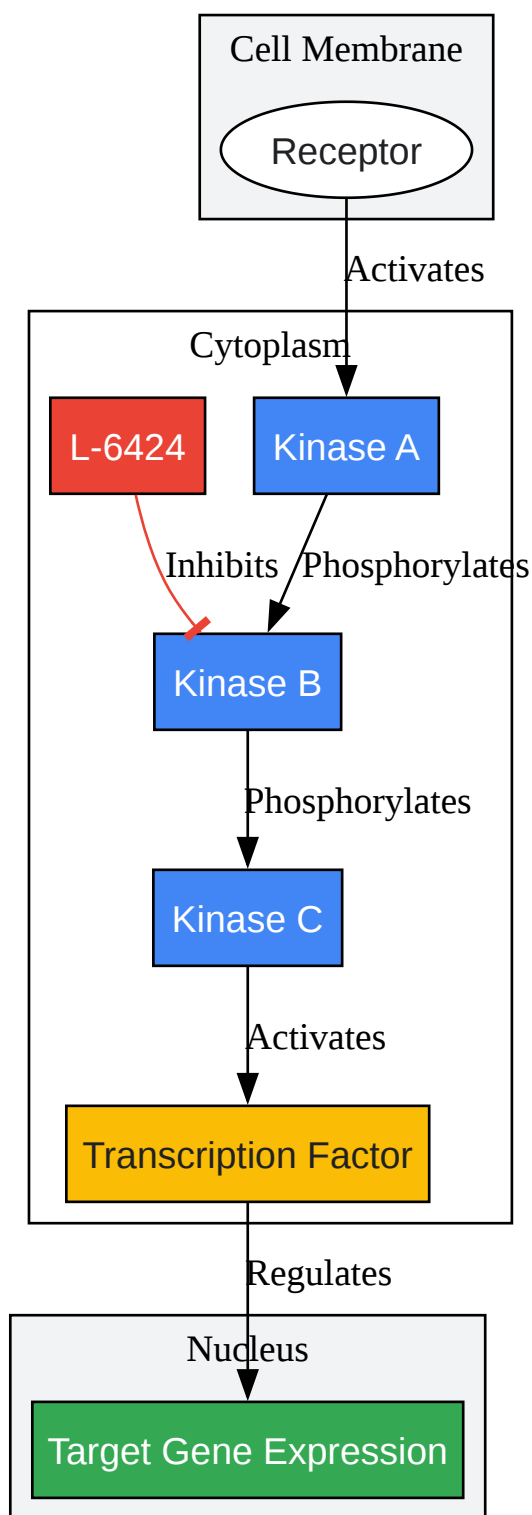 Cell Membrane
Receptor
Activates
Cytoplasm
L-6424
Kinase A
Inhibits
Phosphorylates
Kinase B
Phosphorylates
Kinase C
Activates
Transcription Factor
Regulates
Nucleus
Target Gene Expression